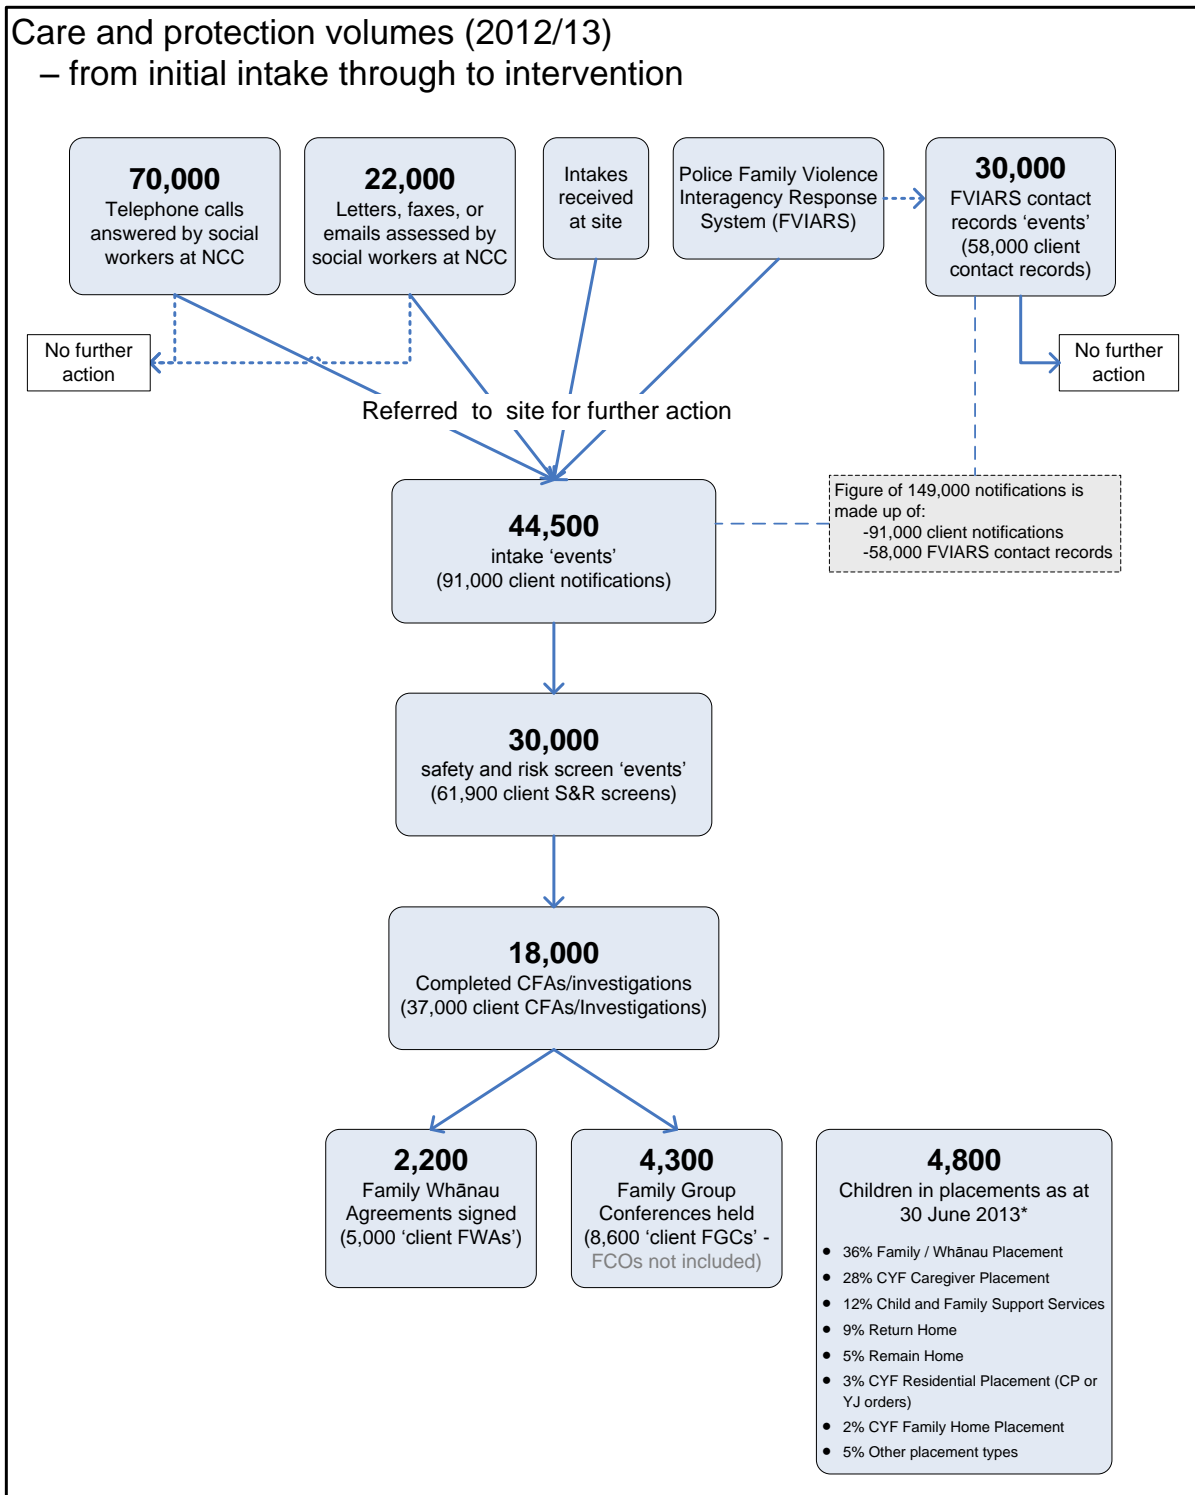 Care and protection volumes (2012/13)
– from initial intake through to intervention
70,000
Telephone calls
answered by social
workers at NCC
22,000
Letters, faxes, or
emails assessed by
social workers at NCC
Intakes
received
at site
Police Family Violence
Interagency Response
System (FVIARS)
30,000
FVIARS contact
records ‘events’
(58,000 client
contact records)
No further
action
No further
action
Referred to site for further action
44,500
intake ‘events’
(91,000 client notifications)
Figure of 149,000 notifications is
made up of:
-91,000 client notifications
-58,000 FVIARS contact records
30,000
safety and risk screen ‘events’
(61,900 client S&R screens)
18,000
Completed CFAs/investigations
(37,000 client CFAs/Investigations)
2,200
Family Whānau
Agreements signed
(5,000 ‘client FWAs’)
4,300
Family Group
Conferences held
(8,600 ‘client FGCs’ -
FCOs not included)
4,800
Children in placements as at
30 June 2013*
• 36% Family / Whānau Placement
• 28% CYF Caregiver Placement
• 12% Child and Family Support Services
• 9% Return Home
• 5% Remain Home
• 3% CYF Residential Placement (CP or
YJ orders)
• 2% CYF Family Home Placement
• 5% Other placement types